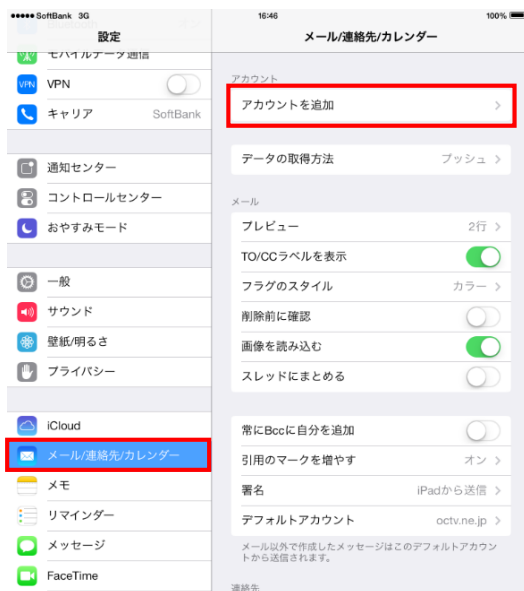 SoftBank 3G
16:46
100%
設定
モバイルデータ通信
VPN
VPN
キャリア
SoftBank
通知センター
コントロールセンター
おやすみモード
一般
サウンド
壁紙/明るさ
プライバシー
iCloud
メール/連絡先/カレンダー
メモ
リマインダー
メッセージ
FaceTime
メール/連絡先/カレンダー
アカウント
アカウントを追加
データの取得方法
プッシュ
メール
プレビュー
2行
TO/CCラベルを表示
フラグのスタイル
カラー
削除前に確認
画像を読み込む
スレッドにまとめる
常にBccに自分を追加
引用のマークを増やす
オン
署名
iPadから送信
デフォルトアカウント
octv.ne.jp
メール以外で作成したメッセージはこのデフォルトアカウン
トから送信されます。
連絡先